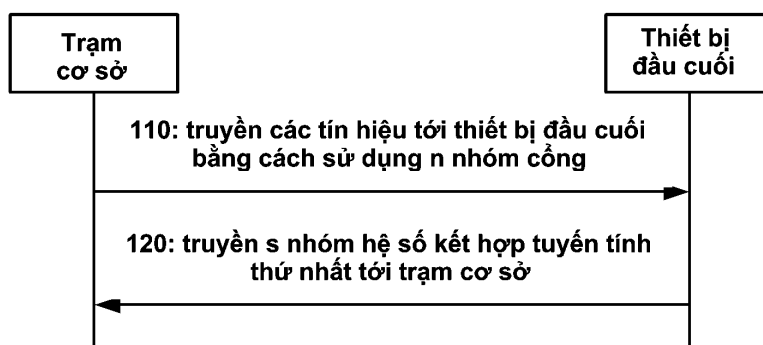 Trạm
cơ sở
Thiết bị
đầu cuối
110: truyền các tín hiệu tới thiết bị đầu cuối
bằng cách sử dụng n nhóm cổng
120: truyền s nhóm hệ số kết hợp tuyến tính
thứ nhất tới trạm cơ sở